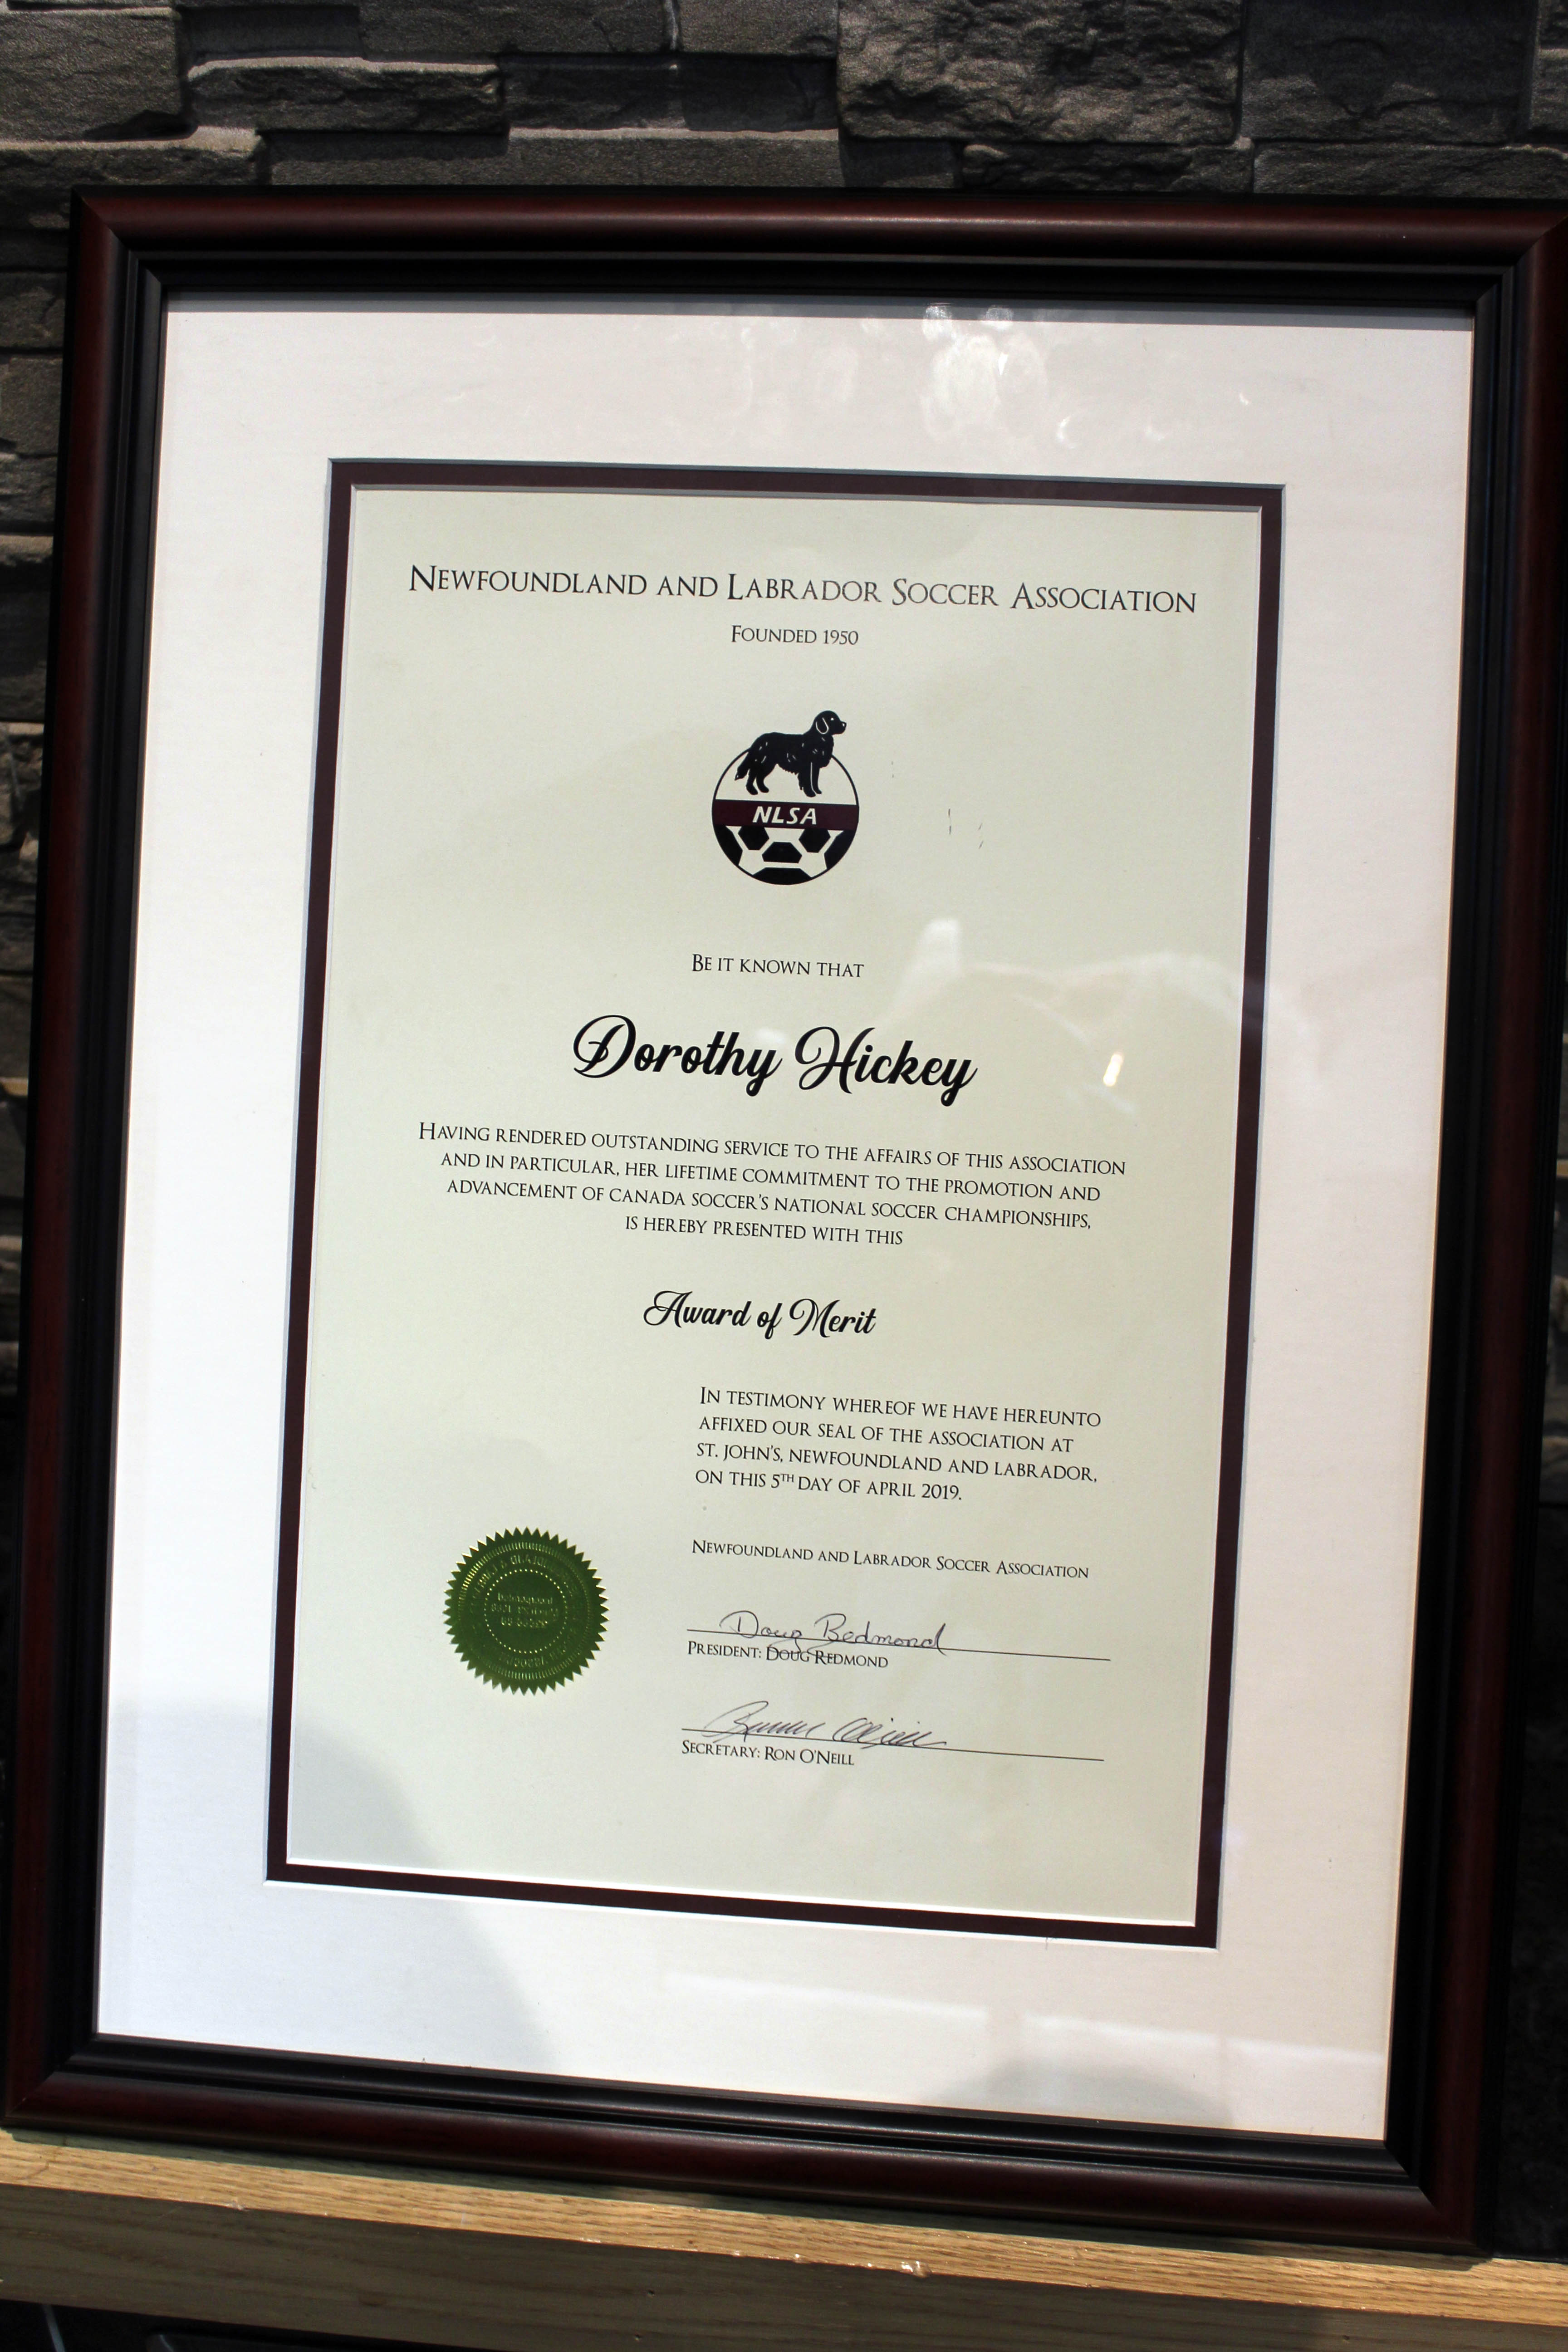 Newfoundland and Labrador Soccer Association
Founded 1950
NLSA
Be it known that
Dorothy Hickey
Having rendered outstanding service to the affairs of this association
and in particular, her lifetime commitment to the promotion and
advancement of Canada Soccer's National Soccer Championships,
is hereby presented with this
Award of Merit
In testimony whereof we have hereunto
affixed our seal of the association at
St. John's, Newfoundland and Labrador,
on this 5th day of April 2019.
Newfoundland and Labrador Soccer Association
Doug Redmond
President: Doug Redmond
Secretary: Ron O'Neill